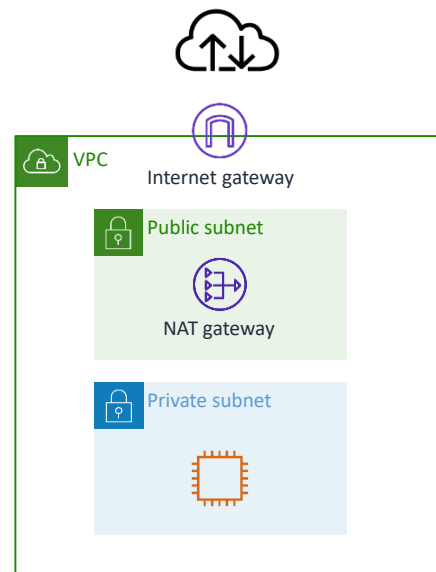 VPC
Internet gateway
Public subnet
NAT gateway
Private subnet